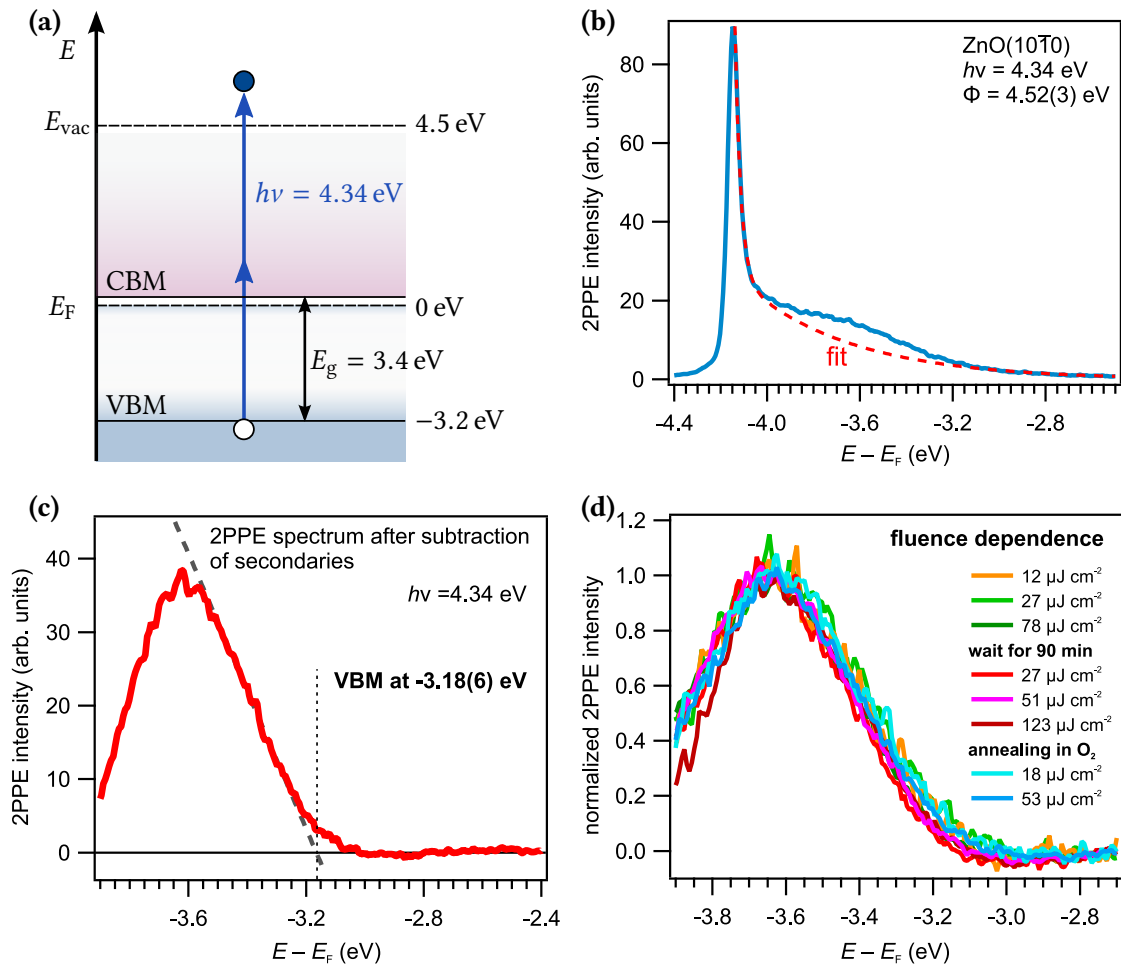 (a)
E
E_vac
4.5 eV
hν = 4.34 eV
CBM
E_F
0 eV
E_g = 3.4 eV
VBM
−3.2 eV
(b)
2PPE intensity (arb. units)
80
60
40
20
0
ZnO(101̅0)
hν = 4.34 eV
Φ = 4.52(3) eV
fit
-4.4
-4.0
-3.6
-3.2
-2.8
E – E_F (eV)
(c)
2PPE intensity (arb. units)
40
30
20
10
0
2PPE spectrum after subtraction
of secondaries
hν =4.34 eV
VBM at -3.18(6) eV
-3.6
-3.2
-2.8
-2.4
E – E_F (eV)
(d)
normalized 2PPE intensity
1.2
1.0
0.8
0.6
0.4
0.2
0.0
fluence dependence
12 µJ cm⁻²
27 µJ cm⁻²
78 µJ cm⁻²
wait for 90 min
27 µJ cm⁻²
51 µJ cm⁻²
123 µJ cm⁻²
annealing in O₂
18 µJ cm⁻²
53 µJ cm⁻²
-3.8
-3.6
-3.4
-3.2
-3.0
-2.8
E – E_F (eV)